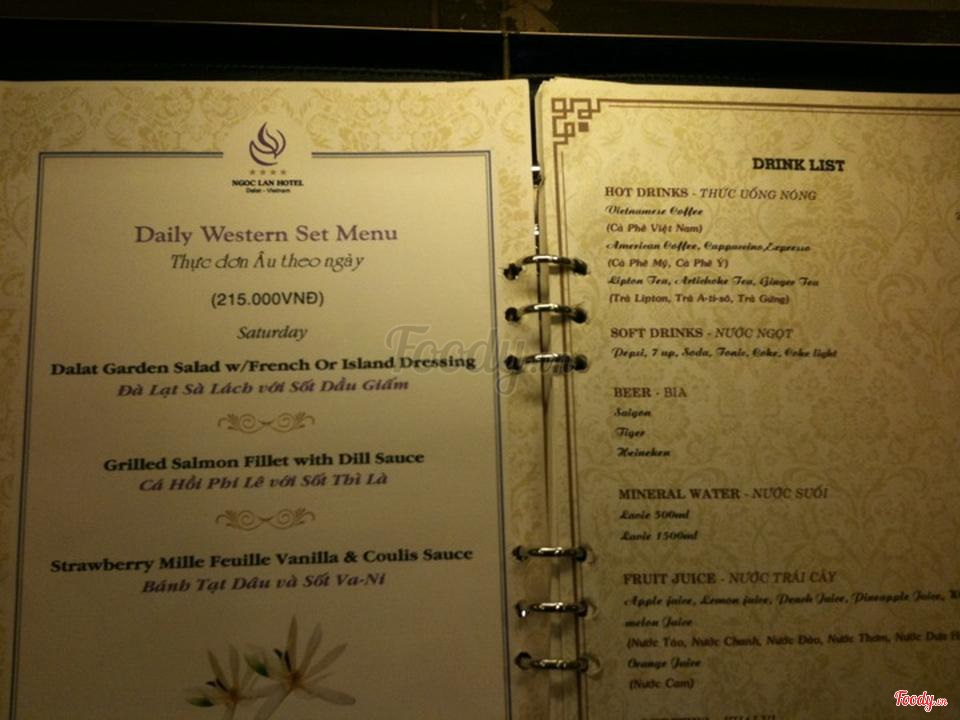 NGOC LAN HOTEL
Dalat - Vietnam
Daily Western Set Menu
Thực đơn Âu theo ngày
(215.000VNĐ)
Saturday
Dalat Garden Salad w/French Or Island Dressing
Đà Lạt Sà Lách với Sốt Dầu Giấm
Grilled Salmon Fillet with Dill Sauce
Cá Hồi Phi Lê với Sốt Thì Là
Strawberry Mille Feuille Vanilla & Coulis Sauce
Bánh Tạt Dâu và Sốt Va-Ni
DRINK LIST
HOT DRINKS - THỨC UỐNG NÓNG
Vietnamese Coffee
(Cà Phê Việt Nam)
American Coffee, Cappuccino,Expresso
(Cà Phê Mỹ, Cà Phê Ý)
Lipton Tea, Artichoke Tea, Ginger Tea
(Trà Lipton, Trà A-ti-sô, Trà Gừng)
SOFT DRINKS - NƯỚC NGỌT
Pepsi, 7 up, Soda, Tonic, Coke, Coke light
BEER - BIA
Saigon
Tiger
Heineken
MINERAL WATER - NƯỚC SUỐI
Lavie 500ml
Lavie 1500ml
FRUIT JUICE - NƯỚC TRÁI CÂY
Apple juice, Lemon juice, Peach Juice, Pineapple Juice,
melon Juice
(Nước Táo, Nước Chanh, Nước Đào, Nước Thơm, Nước Dưa
Orange Juice
(Nước Cam)
Foody.vn
Foody.vn